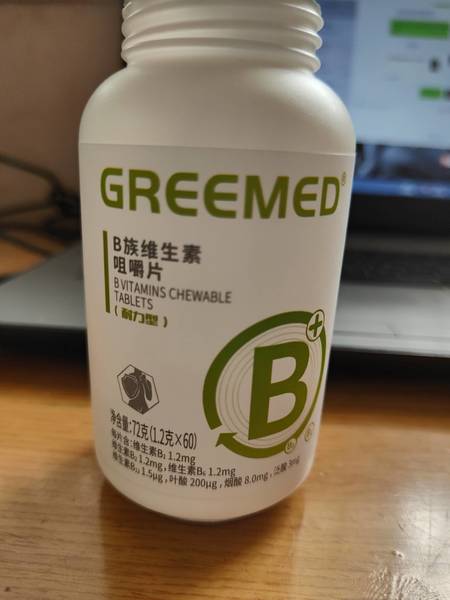 GREEMED®
B族维生素
咀嚼片
B VITAMINS CHEWABLE
TABLETS
(耐力型)
B+
净含量:72克(1.2克×60)
每片含:维生素B₁ 1.2mg
维生素B₂ 1.2mg,维生素B₆ 1.2mg
维生素B₁₂ 1.5μg,叶酸 200μg,烟酸 8.0mg,泛酸